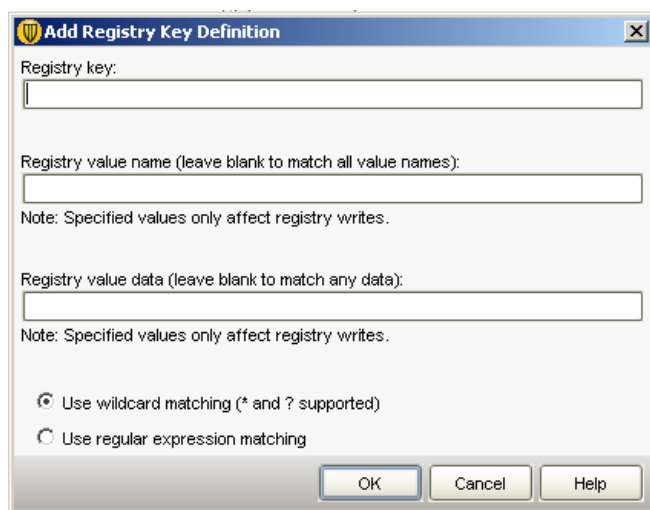 Add Registry Key Definition
Registry key:
Registry value name (leave blank to match all value names):
Note: Specified values only affect registry writes.
Registry value data (leave blank to match any data):
Note: Specified values only affect registry writes.
Use wildcard matching (* and ? supported)
Use regular expression matching
OK Cancel Help